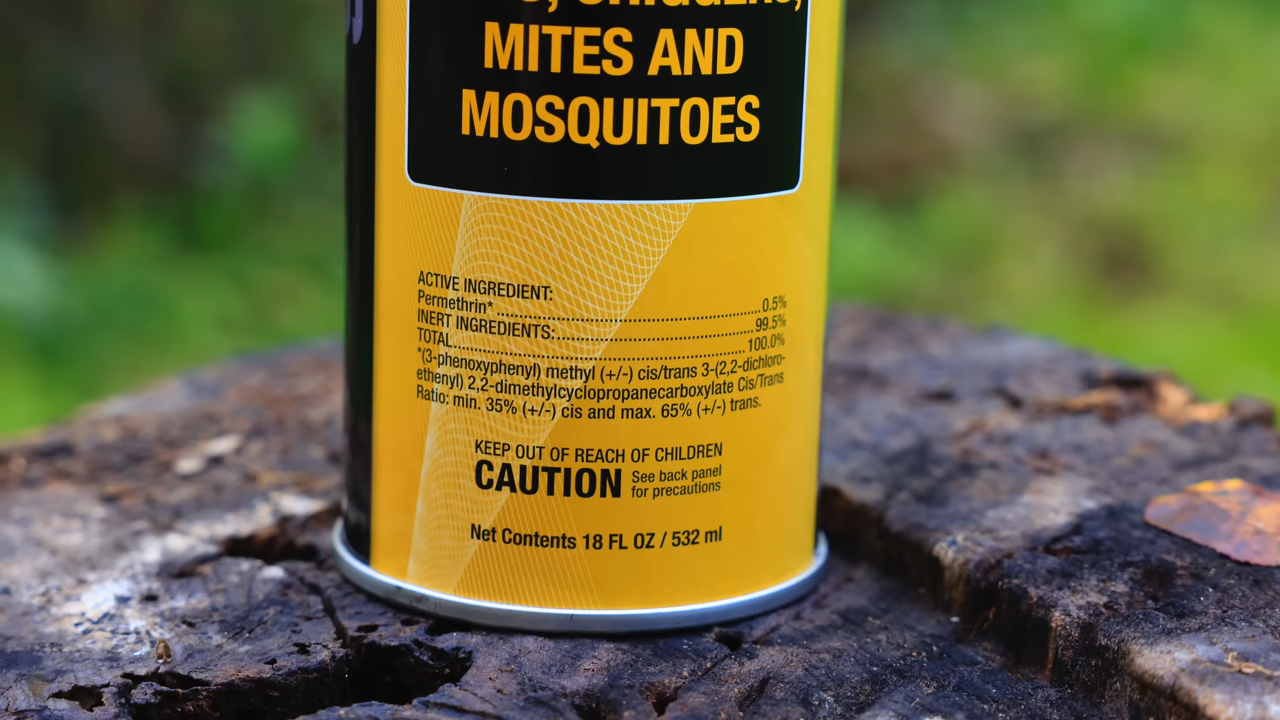 MITES AND
MOSQUITOES
ACTIVE INGREDIENT:
Permethrin*..........0.5%
INERT INGREDIENTS:..........99.5%
TOTAL..........100.0%
*(3-phenoxyphenyl) methyl (+/-) cis/trans 3-(2,2-dichloro-
ethenyl) 2,2-dimethylcyclopropanecarboxylate Cis/Trans
Ratio: min. 35% (+/-) cis and max. 65% (+/-) trans.
KEEP OUT OF REACH OF CHILDREN
CAUTION See back panel
for precautions
Net Contents 18 FL OZ / 532 ml